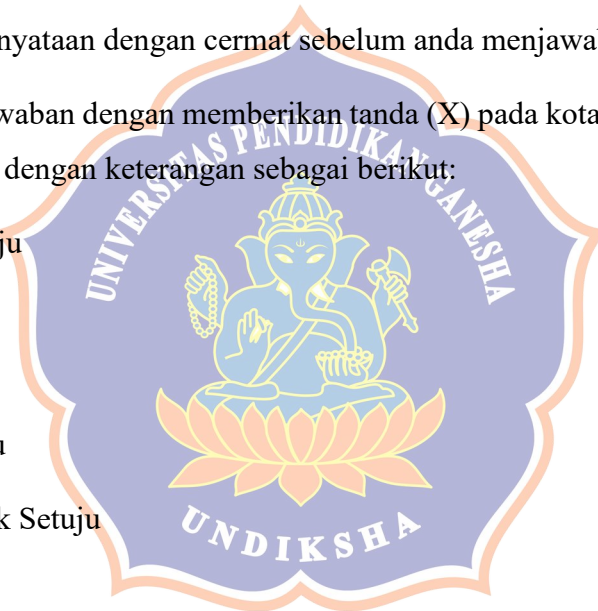 nyataan dengan cermat sebelum anda menjawab
waban dengan memberikan tanda (X) pada kota
dengan keterangan sebagai berikut:
ju
u
k Setuju
UNIVERSITAS PENDIDIKAN GANESHA
UNDIKSHA